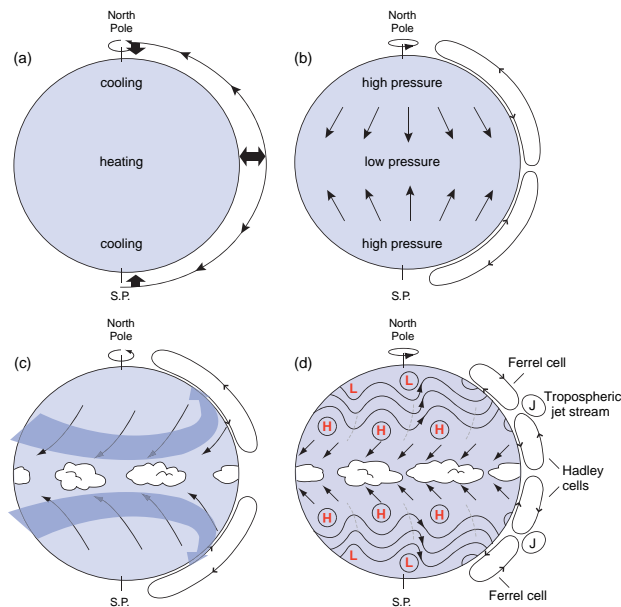 North
Pole
(a)
cooling
heating
cooling
S.P.
North
Pole
(b)
high pressure
low pressure
high pressure
S.P.
North
Pole
(c)
S.P.
North
Pole
(d)
Ferrel cell
Tropospheric
jet stream
J
L
L
H
H
H
Hadley
cells
H
H
H
J
L
L
Ferrel cell
S.P.